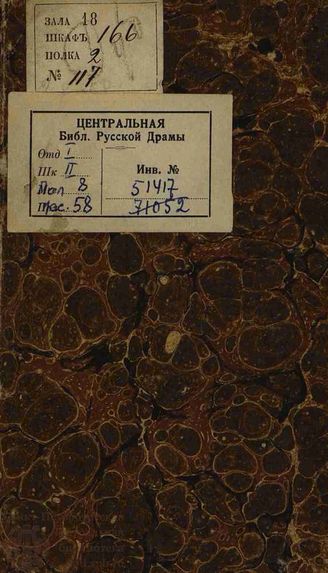 ЗАЛА 18
ШКАФЪ 166
ПОЛКА 2
№ 117
ЦЕНТРАЛЬНАЯ
Библ. Русской Драмы
Отд I
Шк II
Пол 8
Инв. №
51417
71052
58